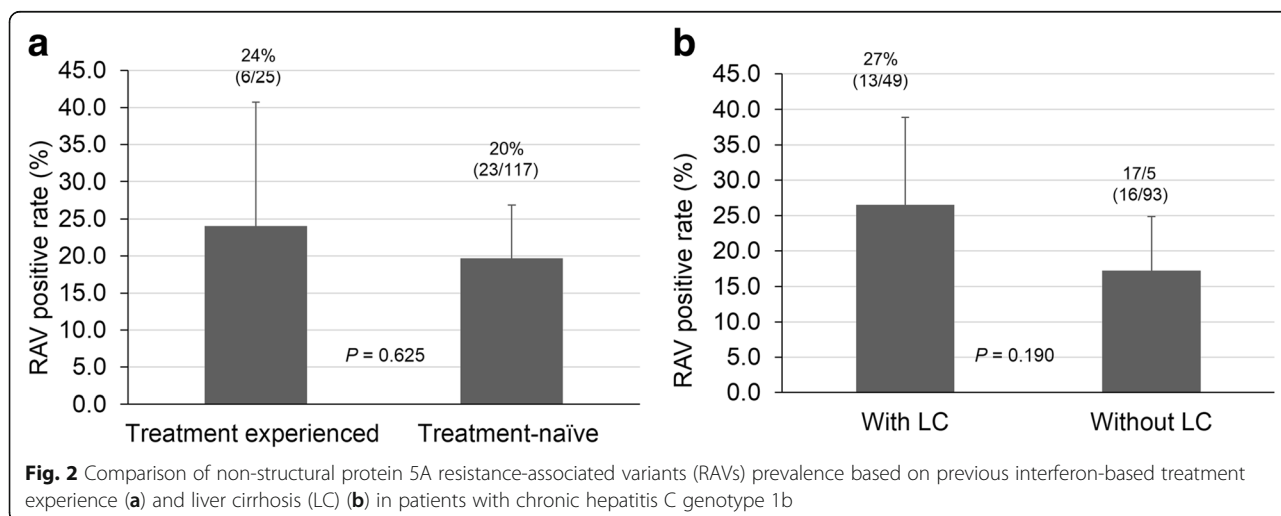 a
24%
(6/25)
20%
(23/117)
45.0
40.0
35.0
30.0
25.0
20.0
15.0
10.0
5.0
0.0
RAV positive rate (%)
P = 0.625
Treatment experienced
Treatment-naïve
b
27%
(13/49)
17/5
(16/93)
45.0
40.0
35.0
30.0
25.0
20.0
15.0
10.0
5.0
0.0
RAV positive rate (%)
P = 0.190
With LC
Without LC
Fig. 2 Comparison of non-structural protein 5A resistance-associated variants (RAVs) prevalence based on previous interferon-based treatment
experience (a) and liver cirrhosis (LC) (b) in patients with chronic hepatitis C genotype 1b